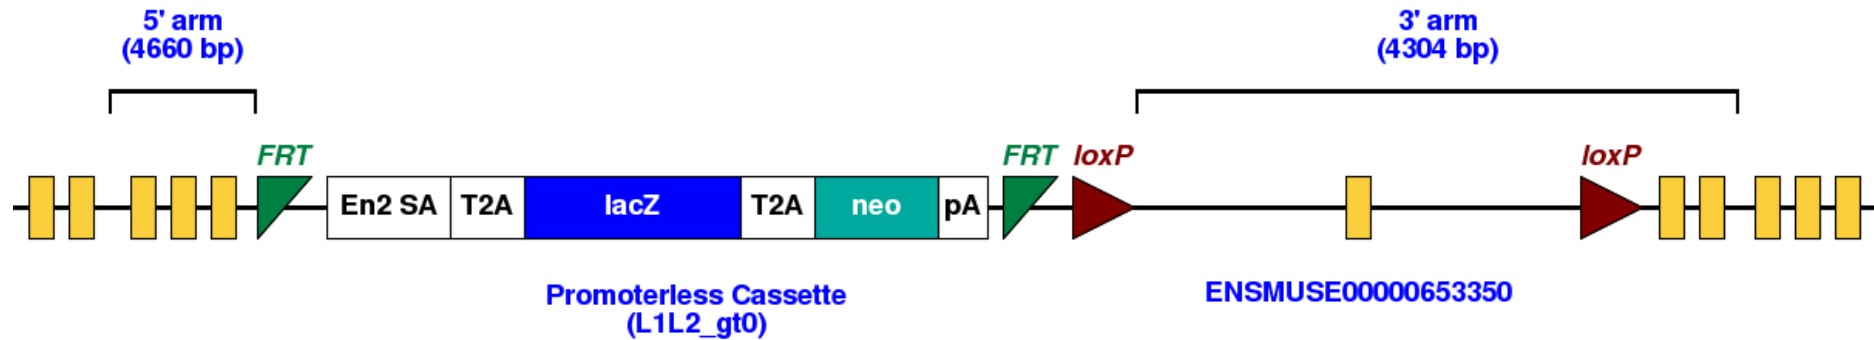 5' arm
(4660 bp)
3' arm
(4304 bp)
FRT
FRT
loxP
loxP
En2 SA
T2A
lacZ
T2A
neo
pA
Promoterless Cassette
(L1L2_gt0)
ENSMUSE00000653350